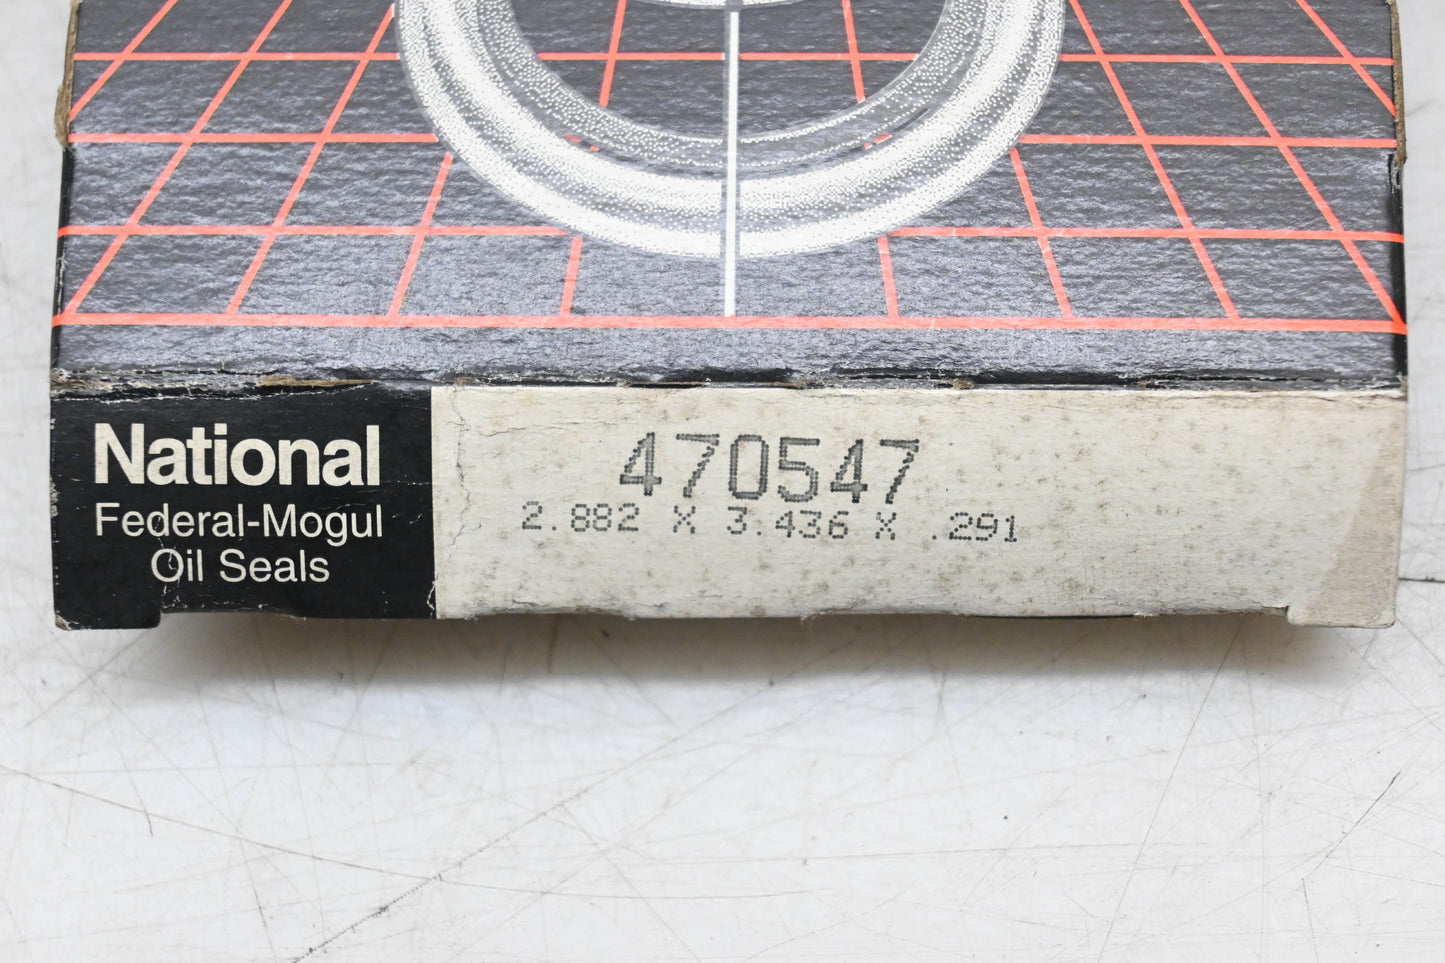 National
Federal-Mogul
Oil Seals
470547
2.882 X 3.436 X .291